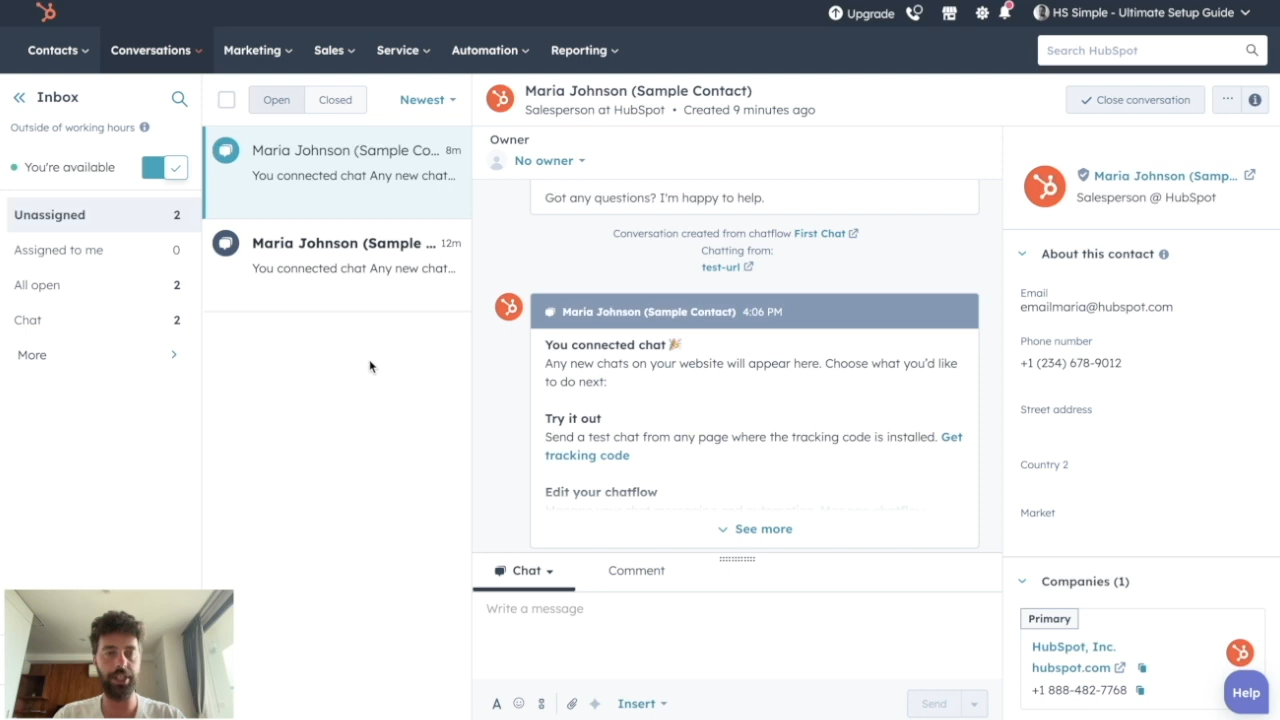 Upgrade
HS Simple - Ultimate Setup Guide
Contacts
Conversations
Marketing
Sales
Service
Automation
Reporting
Search HubSpot
Inbox
Outside of working hours
You're available
Unassigned 2
Assigned to me 0
All open 2
Chat 2
More
Open
Closed
Newest
Maria Johnson (Sample Co... 8m
You connected chat Any new chat...
Maria Johnson (Sample ... 12m
You connected chat Any new chat...
Maria Johnson (Sample Contact)
Salesperson at HubSpot • Created 9 minutes ago
Close conversation
Owner
No owner
Got any questions? I'm happy to help.
Conversation created from chatflow First Chat
Chatting from:
test-url
Maria Johnson (Sample Contact) 4:06 PM
You connected chat 🎉
Any new chats on your website will appear here. Choose what you'd like
to do next:
Try it out
Send a test chat from any page where the tracking code is installed. Get
tracking code
Edit your chatflow
See more
Chat
Comment
Write a message
Insert
Send
Maria Johnson (Samp...
Salesperson @ HubSpot
About this contact
Email
emailmaria@hubspot.com
Phone number
+1 (234) 678-9012
Street address
Country 2
Market
Companies (1)
Primary
HubSpot, Inc.
hubspot.com
+1 888-482-7768
Help